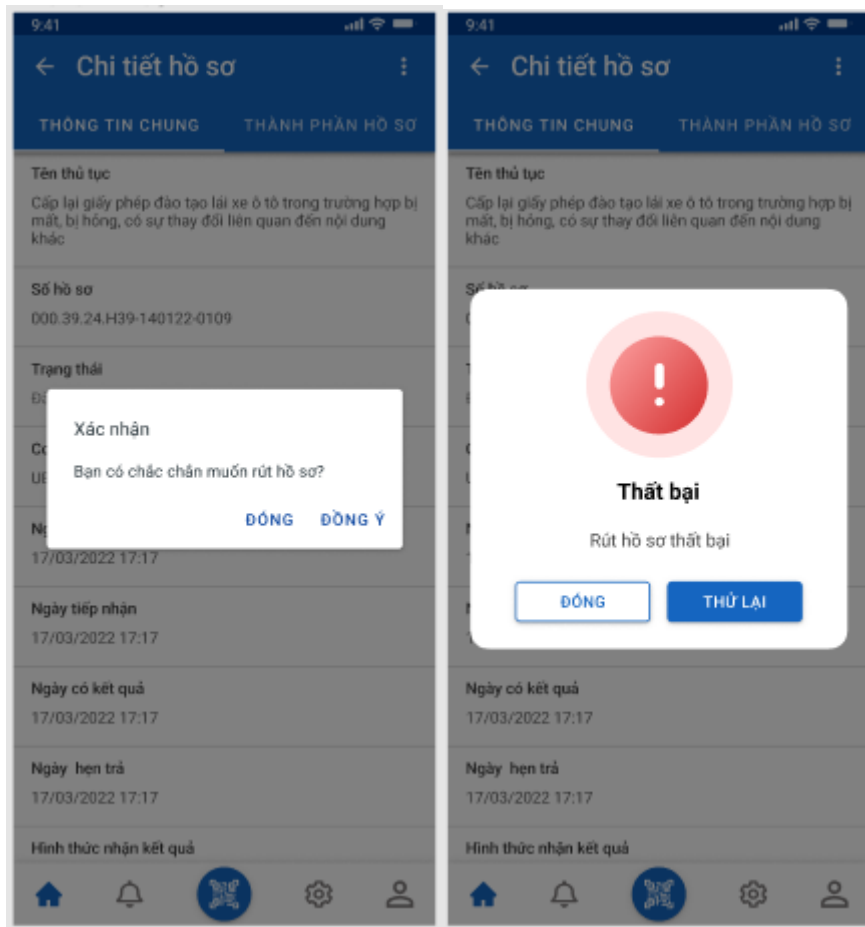 9:41
Chi tiết hồ sơ
THÔNG TIN CHUNG THÀNH PHẦN HỒ SƠ
Tên thủ tục
Cấp lại giấy phép đào tạo lái xe ô tô trong trường hợp bị
mất, bị hỏng, có sự thay đổi liên quan đến nội dung
khác
Số hồ sơ
000.39.24.H39-140122-0109
Trạng thái
Xác nhận
Bạn có chắc chắn muốn rút hồ sơ?
ĐÓNG ĐỒNG Ý
17/03/2022 17:17
Ngày tiếp nhận
17/03/2022 17:17
Ngày có kết quả
17/03/2022 17:17
Ngày hẹn trả
17/03/2022 17:17
Hình thức nhận kết quả
9:41
Chi tiết hồ sơ
THÔNG TIN CHUNG THÀNH PHẦN HỒ SƠ
Tên thủ tục
Cấp lại giấy phép đào tạo lái xe ô tô trong trường hợp bị
mất, bị hỏng, có sự thay đổi liên quan đến nội dung
khác
Thất bại
Rút hồ sơ thất bại
ĐÓNG THỬ LẠI
Ngày có kết quả
17/03/2022 17:17
Ngày hẹn trả
17/03/2022 17:17
Hình thức nhận kết quả